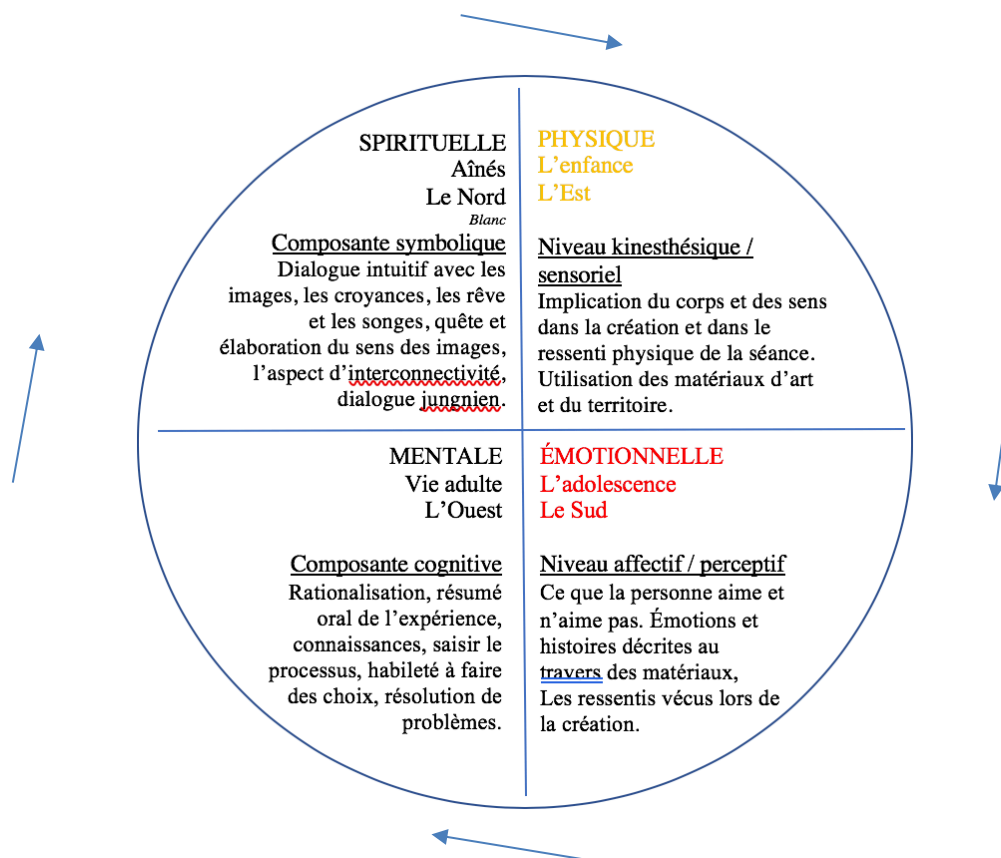 SPIRITUELLE
Aînés
Le Nord
Blanc
Composante symbolique
Dialogue intuitif avec les
images, les croyances, les rêve
et les songes, quête et
élaboration du sens des images,
l’aspect d’interconnectivité,
dialogue jungnien.
PHYSIQUE
L’enfance
L’Est
Niveau kinesthésique /
sensoriel
Implication du corps et des sens
dans la création et dans le
ressenti physique de la séance.
Utilisation des matériaux d’art
et du territoire.
MENTALE
Vie adulte
L’Ouest
Composante cognitive
Rationalisation, résumé
oral de l’expérience,
connaissances, saisir le
processus, habileté à faire
des choix, résolution de
problèmes.
ÉMOTIONNELLE
L’adolescence
Le Sud
Niveau affectif / perceptif
Ce que la personne aime et
n’aime pas. Émotions et
histoires décrites au
travers des matériaux,
Les ressentis vécus lors de
la création.